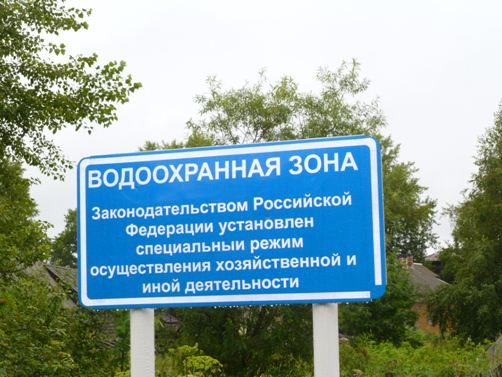 ВОДООХРАННАЯ ЗОНА
Законодательством Российской
Федерации установлен
специальный режим
осуществления хозяйственной и
иной деятельности